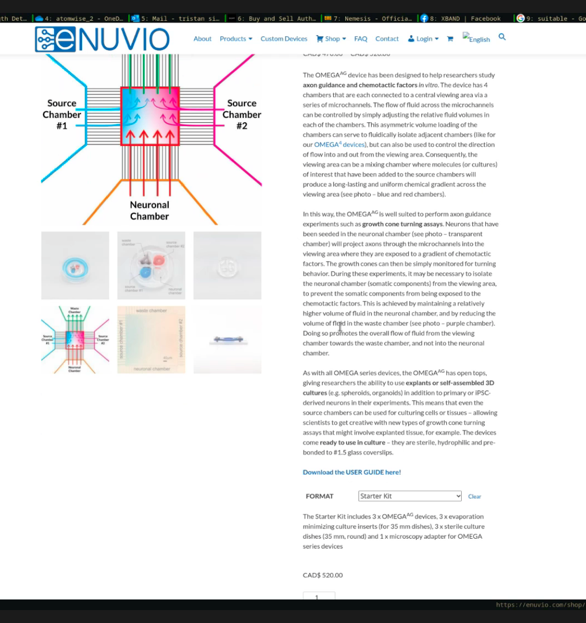 4: atomwise_2 - OneD… 5: Mail - tristan si… 6: Buy and Sell Auth… 7: Nemesis - Officia… 8: XBAND | Facebook 9: suitable - Go
eNUVIO
About Products Custom Devices Shop FAQ Contact Login English
The OMEGA^AG device has been designed to help researchers study
axon guidance and chemotactic factors in vitro. The device has 4
chambers that are each connected to a central viewing area via a
series of microchannels. The flow of fluid across the microchannels
can be controlled by simply adjusting the relative fluid volumes in
each of the chambers. This asymmetric volume loading of the
chambers can serve to fluidically isolate adjacent chambers (like for
our OMEGA^4 devices), but can also be used to control the direction
of flow into and out from the viewing area. Consequently, the
viewing area can be a mixing chamber where molecules (or cultures)
of interest that have been added to the source chambers will
produce a long-lasting and uniform chemical gradient across the
viewing area (see photo – blue and red chambers).
Source
Chamber
#1
Source
Chamber
#2
Neuronal
Chamber
In this way, the OMEGA^AG is well suited to perform axon guidance
experiments such as growth cone turning assays. Neurons that have
been seeded in the neuronal chamber (see photo – transparent
chamber) will project axons through the microchannels into the
viewing area where they are exposed to a gradient of chemotactic
factors. The growth cones can then be simply monitored for turning
behavior. During these experiments, it may be necessary to isolate
the neuronal chamber (somatic components) from the viewing area,
to prevent the somatic components from being exposed to the
chemotactic factors. This is achieved by maintaining a relatively
higher volume of fluid in the neuronal chamber, and by reducing the
volume of fluid in the waste chamber (see photo – purple chamber).
Doing so promotes the overall flow of fluid from the viewing
chamber towards the waste chamber, and not into the neuronal
chamber.
waste chamber
neuronal chamber
As with all OMEGA series devices, the OMEGA^AG has open tops,
giving researchers the ability to use explants or self-assembled 3D
cultures (e.g. spheroids, organoids) in addition to primary or iPSC-
derived neurons in their experiments. This means that even the
source chambers can be used for culturing cells or tissues – allowing
scientists to get creative with new types of growth cone turning
assays that might involve explanted tissue, for example. The devices
come ready to use in culture – they are sterile, hydrophilic and pre-
bonded to #1.5 glass coverslips.
Download the USER GUIDE here!
FORMAT Starter Kit Clear
The Starter Kit includes 3 x OMEGA^AG devices, 3 x evaporation
minimizing culture inserts (for 35 mm dishes), 3 x sterile culture
dishes (35 mm, round) and 1 x microscopy adapter for OMEGA
series devices
CAD$ 520.00
1
https://enuvio.com/shop/